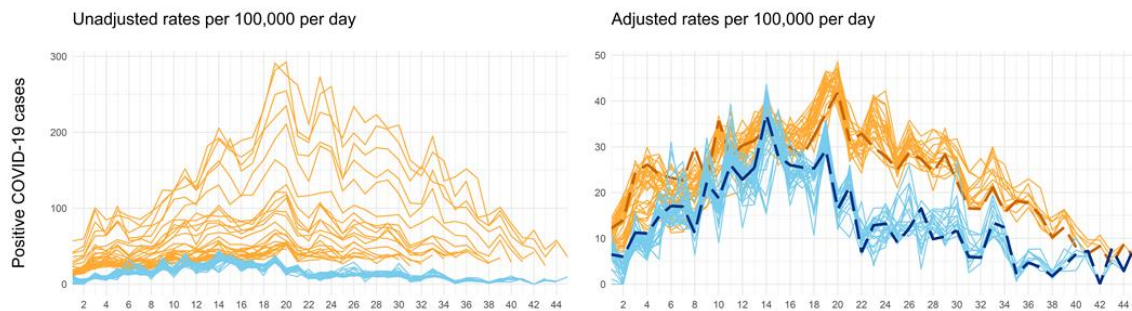 Unadjusted rates per 100,000 per day
Adjusted rates per 100,000 per day
Positive COVID-19 cases
300
200
100
0
2 4 6 8 10 12 14 16 18 20 22 24 26 28 30 32 34 36 38 40 42 44
50
40
30
20
10
0
2 4 6 8 10 12 14 16 18 20 22 24 26 28 30 32 34 36 38 40 42 44